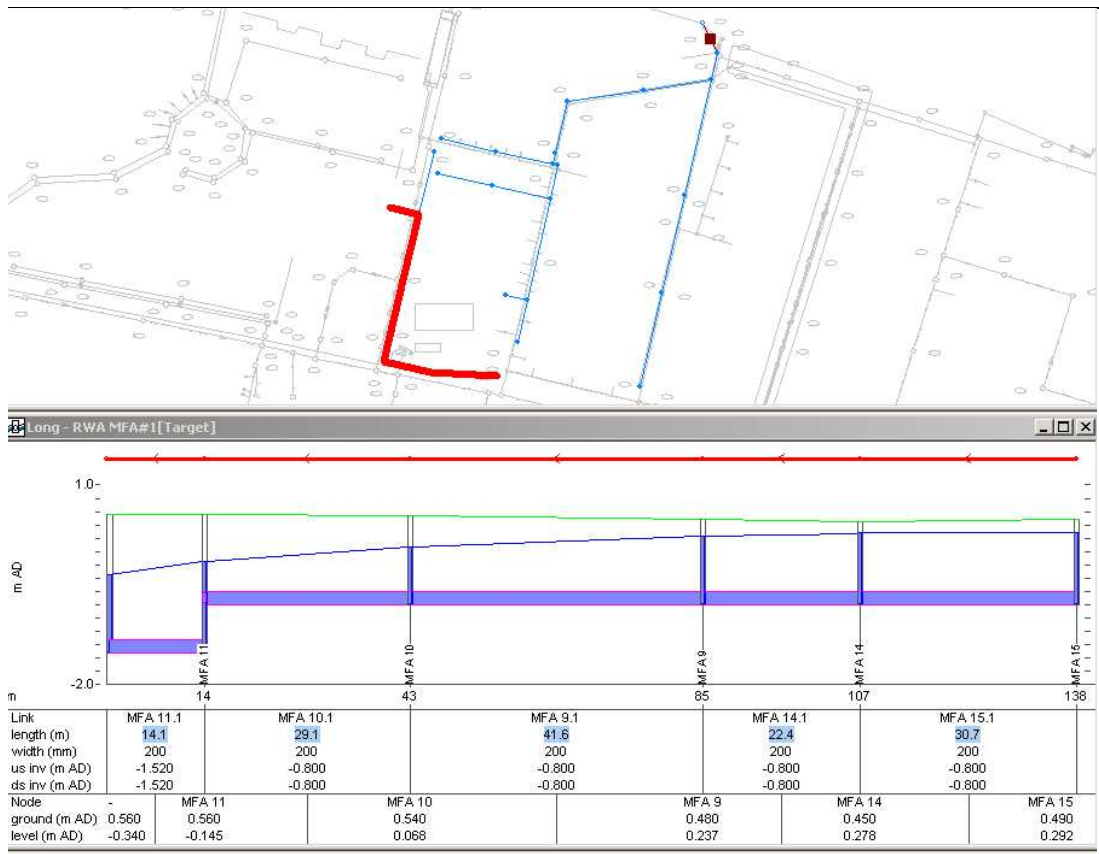 Long - RWA MFA#1[Target]
1.0
m AD
-2.0
MFA 11
MFA 10
MFA 9
MFA 14
MFA 15
m 14 43 85 107 138
Link MFA 11.1 MFA 10.1 MFA 9.1 MFA 14.1 MFA 15.1
length (m) 14.1 29.1 41.6 22.4 30.7
width (mm) 200 200 200 200 200
us inv (m AD) -1.520 -0.800 -0.800 -0.800 -0.800
ds inv (m AD) -1.520 -0.800 -0.800 -0.800 -0.800
Node - MFA 11 MFA 10 MFA 9 MFA 14 MFA 15
ground (m AD) 0.560 0.560 0.540 0.480 0.450 0.490
level (m AD) -0.340 -0.145 0.068 0.237 0.278 0.292